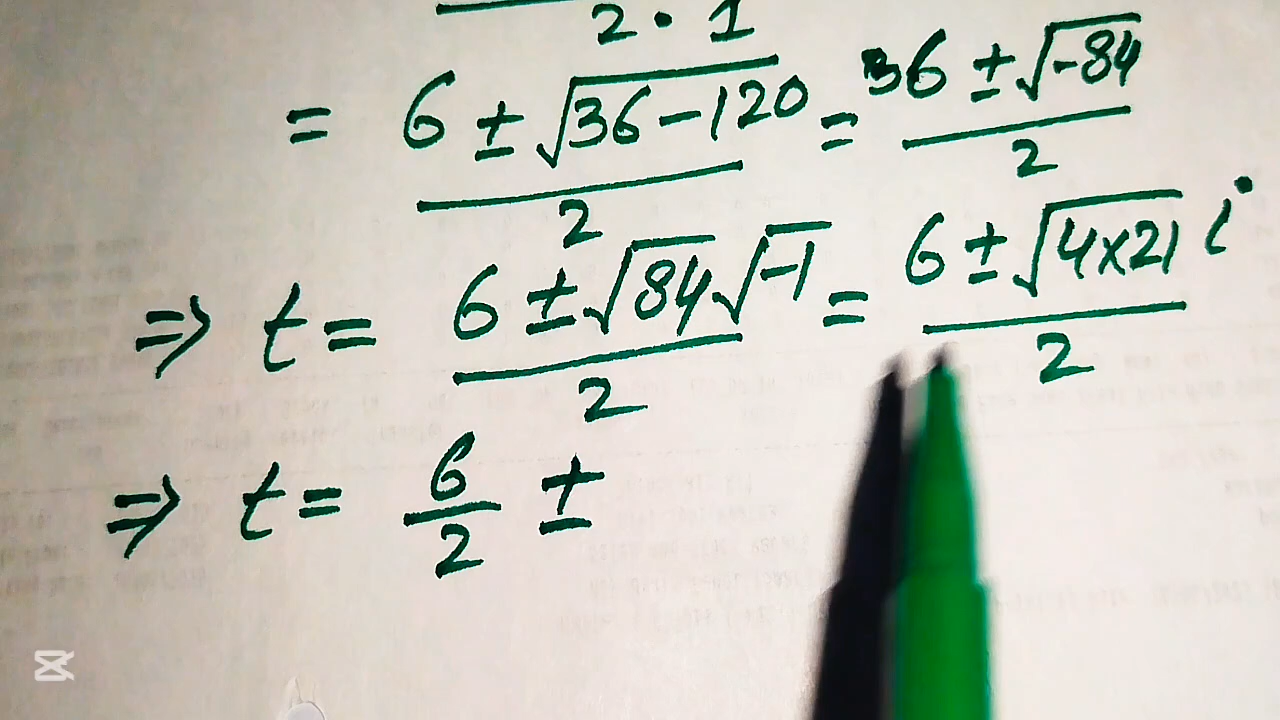 2 · 1
= 6 ± √36 - 120 / 2 = 36 ± √-84 / 2
⇒ t = 6 ± √84 √-1 / 2 = 6 ± √4×21 i / 2
⇒ t = 6/2 ±